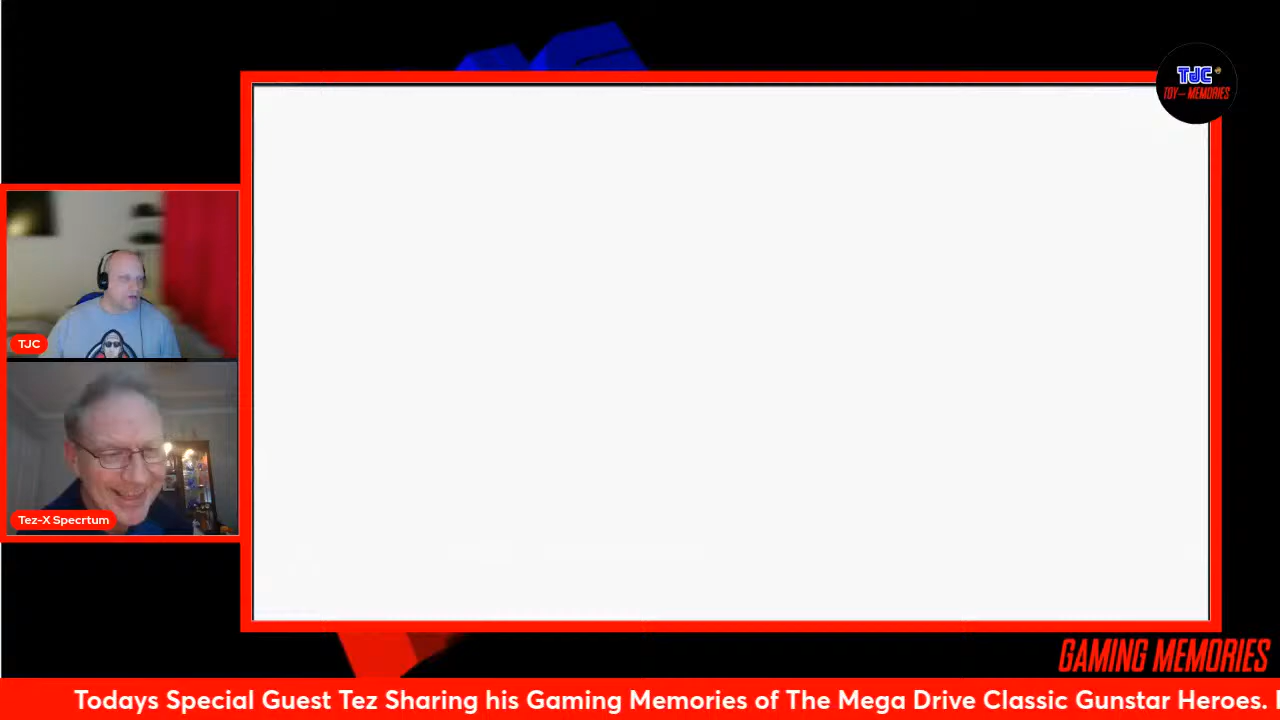 TJC
TOY-MEMORIES
TJC
Tez-X Specrtum
GAMING MEMORIES
Todays Special Guest Tez Sharing his Gaming Memories of The Mega Drive Classic Gunstar Heroes.